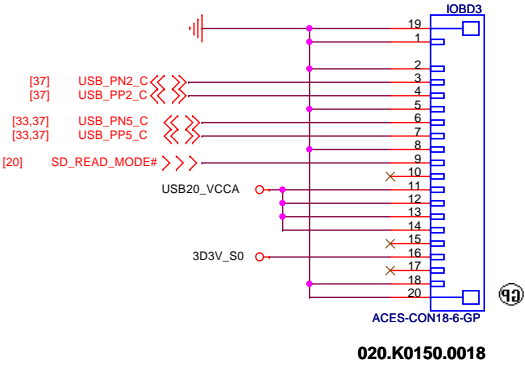 IOBD3
19
1
2
[37] USB_PN2_C 3
[37] USB_PP2_C 4
5
[33,37] USB_PN5_C 6
[33,37] USB_PP5_C 7
8
[20] SD_READ_MODE# 9
10
USB20_VCCA 11
12
13
14
15
3D3V_S0 16
17
18
20
ACES-CON18-6-GP
020.K0150.0018